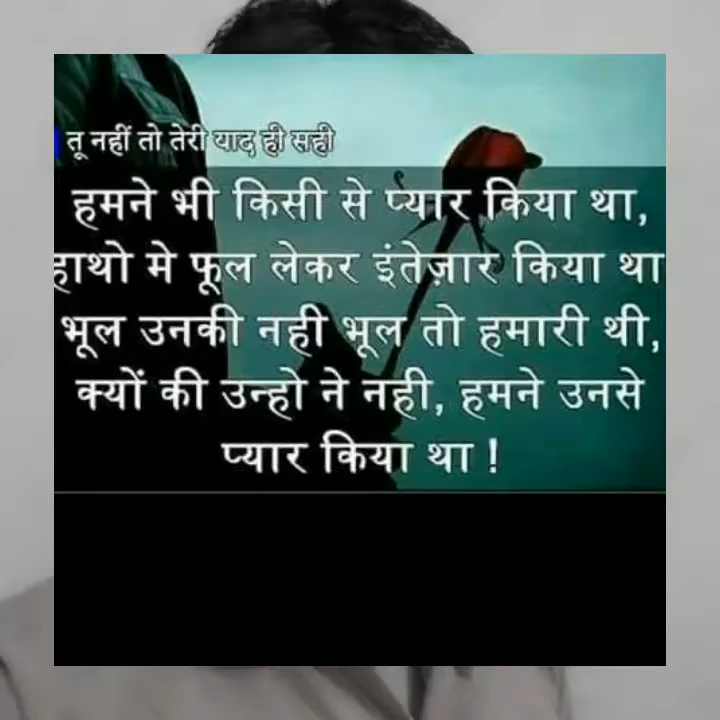 तू नहीं तो तेरी याद ही सही
हमने भी किसी से प्यार किया था,
हाथो मे फूल लेकर इंतेज़ार किया था
भूल उनकी नही भूल तो हमारी थी,
क्यों की उन्हो ने नही, हमने उनसे
प्यार किया था !